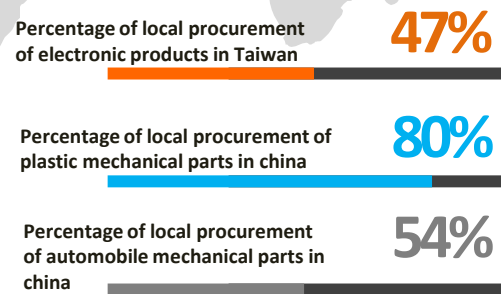 Percentage of local procurement
of electronic products in Taiwan
47%
Percentage of local procurement of
plastic mechanical parts in china
80%
Percentage of local procurement
of automobile mechanical parts in
china
54%